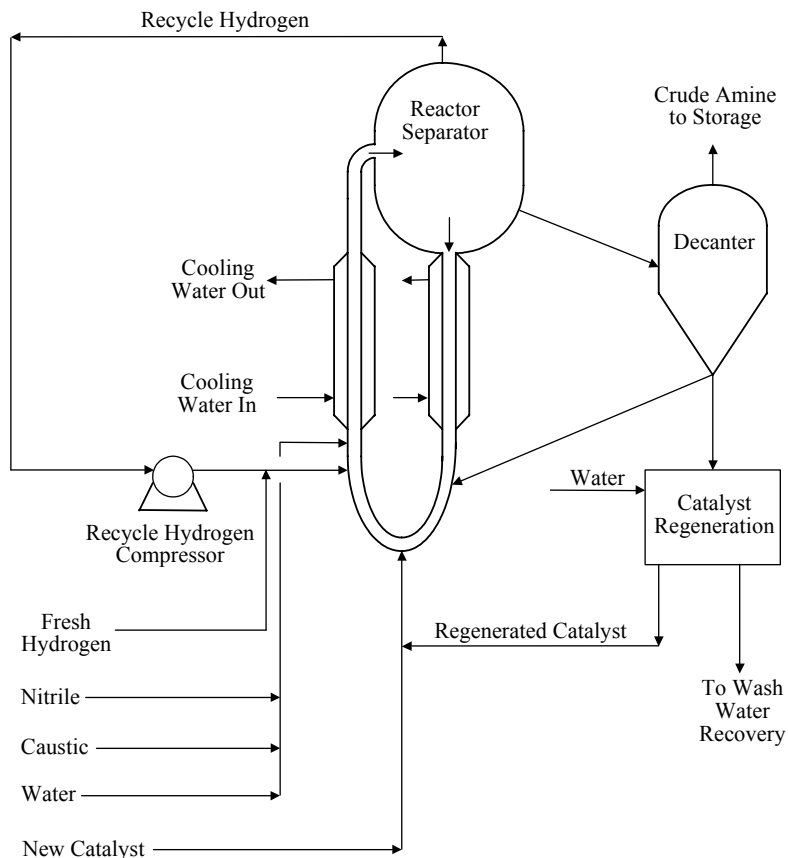 Recycle Hydrogen
Reactor
Separator
Crude Amine
to Storage
Decanter
Cooling
Water Out
Cooling
Water In
Water
Catalyst
Regeneration
Recycle Hydrogen
Compressor
Fresh
Hydrogen
Regenerated Catalyst
Nitrile
To Wash
Water
Recovery
Caustic
Water
New Catalyst